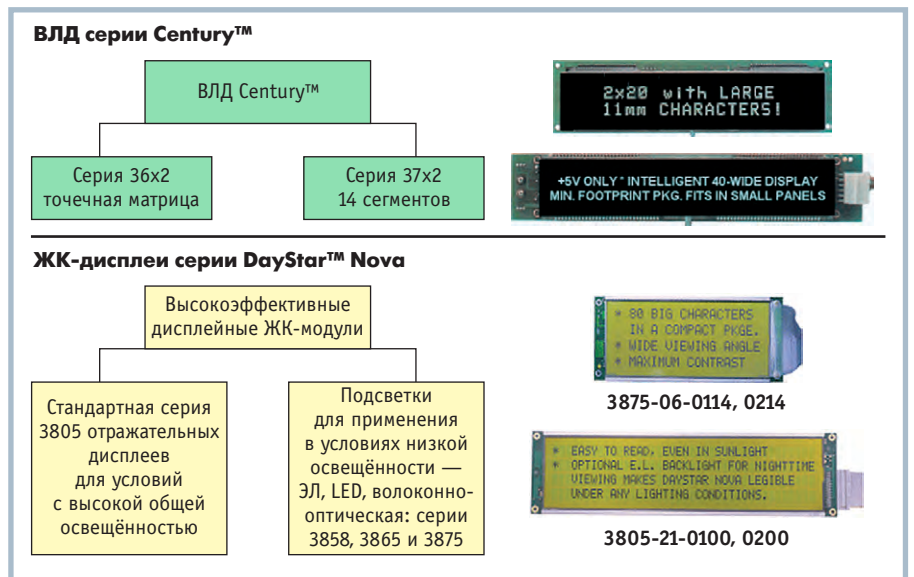 ВЛД серии Century™
ВЛД Century™
Серия 36x2
точечная матрица
Серия 37x2
14 сегментов
2x20 with LARGE
11mm CHARACTERS!
+5V ONLY * INTELLIGENT 40-WIDE DISPLAY
MIN. FOOTPRINT PKG. FITS IN SMALL PANELS
ЖК-дисплеи серии DayStar™ Nova
Высокоэффективные
дисплейные ЖК-модули
Стандартная серия
3805 отражательных
дисплеев
для условий
с высокой общей
освещённостью
Подсветки
для применения
в условиях низкой
освещённости —
ЭЛ, LED, волоконно-
оптическая: серии
3858, 3865 и 3875
* 80 BIG CHARACTERS
IN A COMPACT PKGE.
* WIDE VIEWING ANGLE
* MAXIMUM CONTRAST
3875-06-0114, 0214
* EASY TO READ, EVEN IN SUNLIGHT
* OPTIONAL E.L. BACKLIGHT FOR NIGHTTIME
VIEWING MAKES DAYSTAR NOVA LEGIBLE
UNDER ANY LIGHTING CONDITIONS.
3805-21-0100, 0200